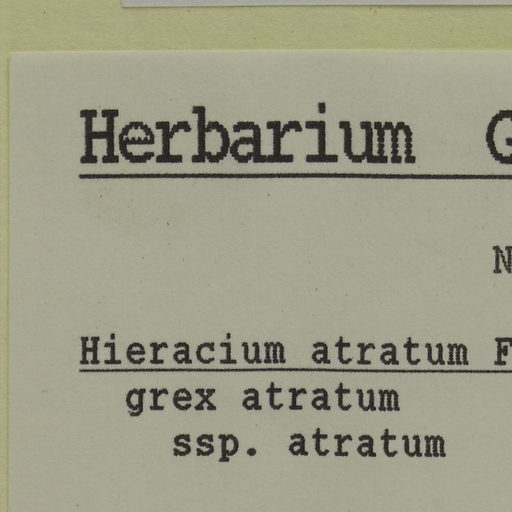 Herbarium G
N
Hieracium atratum F
grex atratum
ssp. atratum